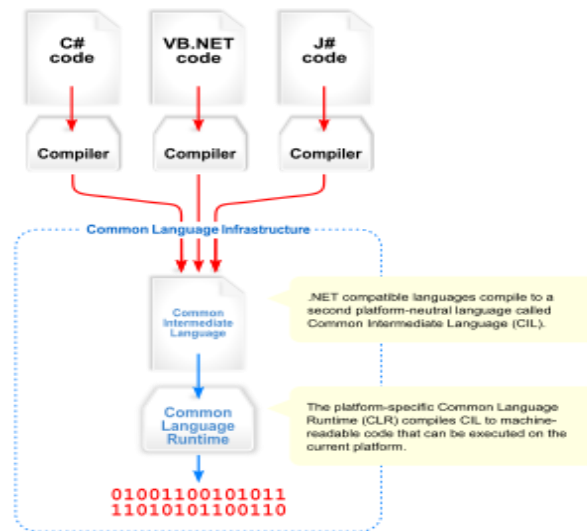 C#
code
VB.NET
code
J#
code
Compiler
Compiler
Compiler
Common Language Infrastructure
Common
Intermediate
Language
.NET compatible languages compile to a
second platform-neutral language called
Common Intermediate Language (CIL).
Common
Language
Runtime
The platform-specific Common Language
Runtime (CLR) compiles CIL to machine-
readable code that can be executed on the
current platform.
01001100101011
11010101100110